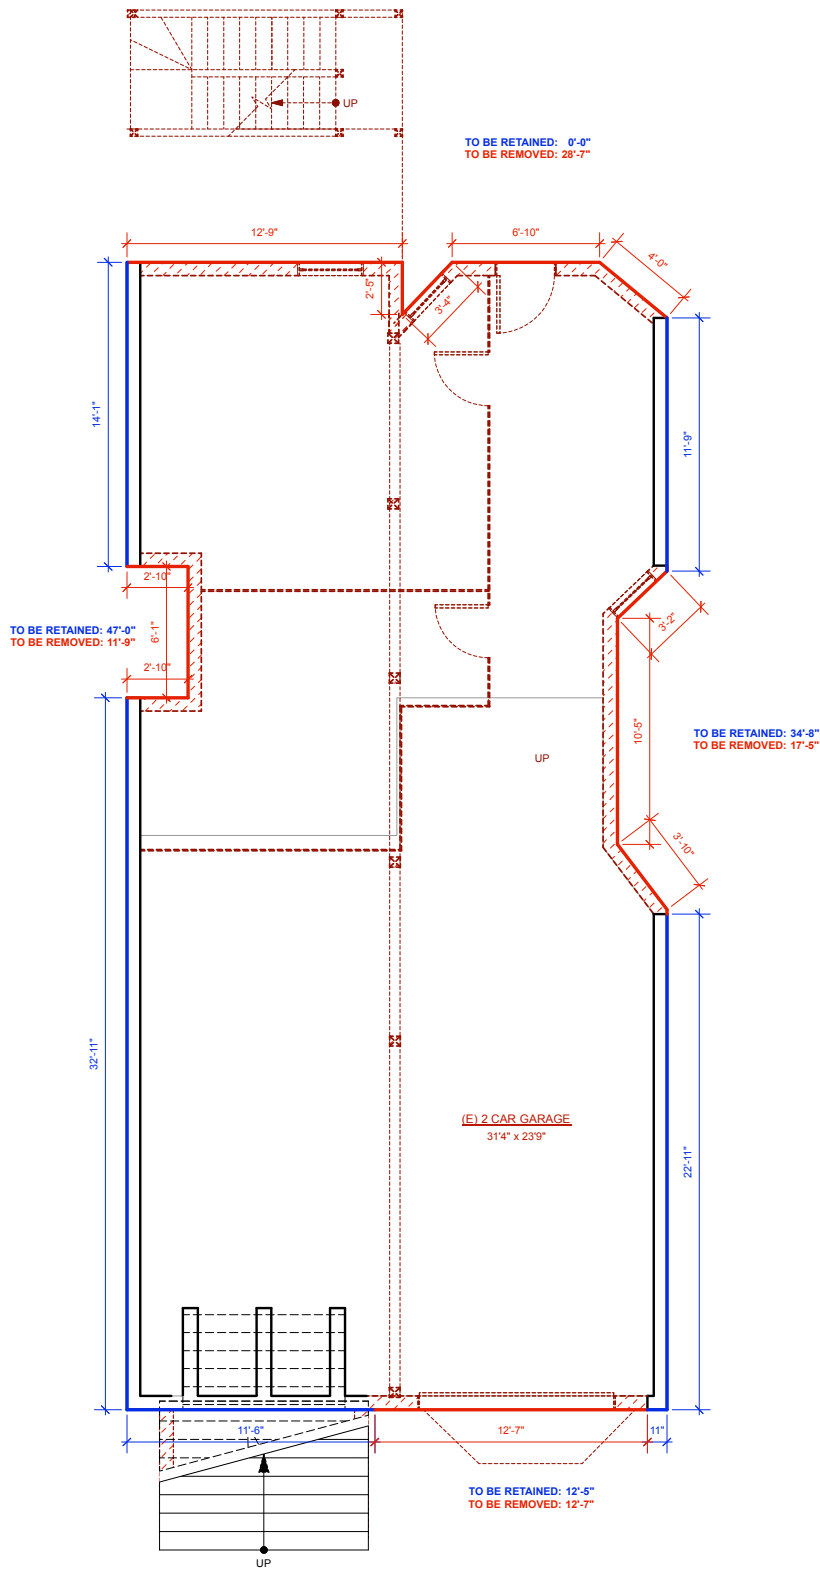 UP
TO BE RETAINED: 0'-0"
TO BE REMOVED: 28'-7"
12'-9"
6'-10"
4'-0"
2'-5"
3'-4"
14'-1"
11'-9"
2'-10"
6'-1"
TO BE RETAINED: 47'-0"
TO BE REMOVED: 11'-9"
2'-10"
3'-2"
10'-5"
TO BE RETAINED: 34'-8"
TO BE REMOVED: 17'-5"
UP
3'-10"
32'-11"
(E) 2 CAR GARAGE
31'4" x 23'9"
22'-11"
11'-6"
12'-7"
11"
TO BE RETAINED: 12'-5"
TO BE REMOVED: 12'-7"
UP